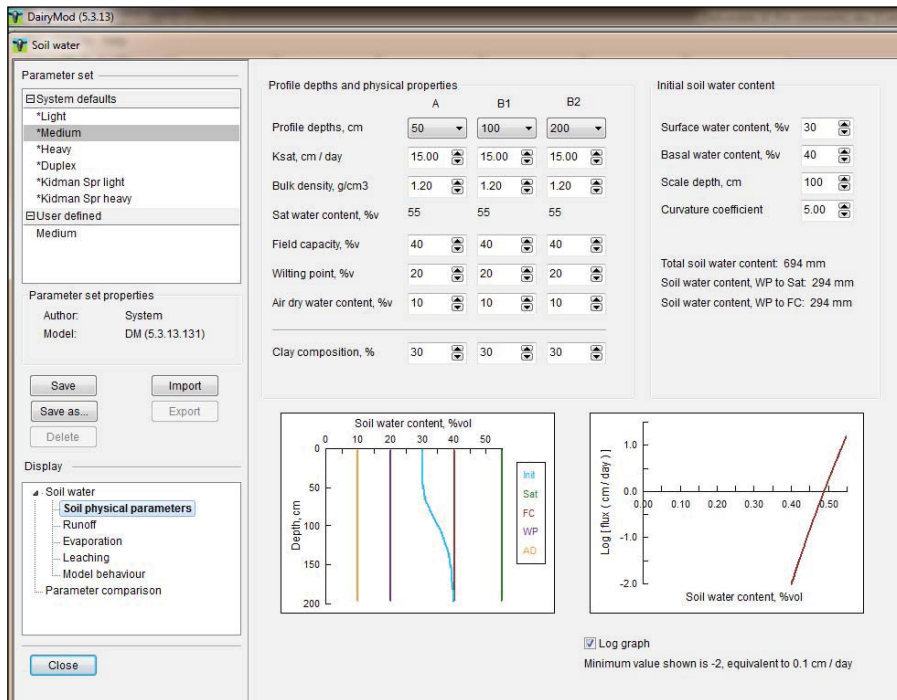 DairyMod (5.3.13)
Soil water
Parameter set
System defaults
*Light
*Medium
*Heavy
*Duplex
*Kidman Spr light
*Kidman Spr heavy
User defined
Medium
Parameter set properties
Author: System
Model: DM (5.3.13.131)
Save Import
Save as... Export
Delete
Display
Soil water
Soil physical parameters
Runoff
Evaporation
Leaching
Model behaviour
Parameter comparison
Close
Profile depths and physical properties
A B1 B2
Profile depths, cm 50 100 200
Ksat, cm / day 15.00 15.00 15.00
Bulk density, g/cm3 1.20 1.20 1.20
Sat water content, %v 55 55 55
Field capacity, %v 40 40 40
Wilting point, %v 20 20 20
Air dry water content, %v 10 10 10
Clay composition, % 30 30 30
Initial soil water content
Surface water content, %v 30
Basal water content, %v 40
Scale depth, cm 100
Curvature coefficient 5.00
Total soil water content: 694 mm
Soil water content, WP to Sat: 294 mm
Soil water content, WP to FC: 294 mm
Soil water content, %vol
0 10 20 30 40 50
0
50
100
150
200
Depth, cm
Init
Sat
FC
WP
AD
1.0
0.0
-1.0
-2.0
0.00 0.10 0.20 0.30 0.40 0.50
Log [ flux ( cm / day ) ]
Soil water content, %vol
Log graph
Minimum value shown is -2, equivalent to 0.1 cm / day